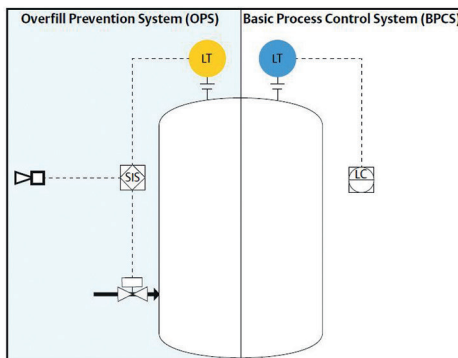 Overfill Prevention System (OPS)
Basic Process Control System (BPCS)
LT
LT
SIS
LC